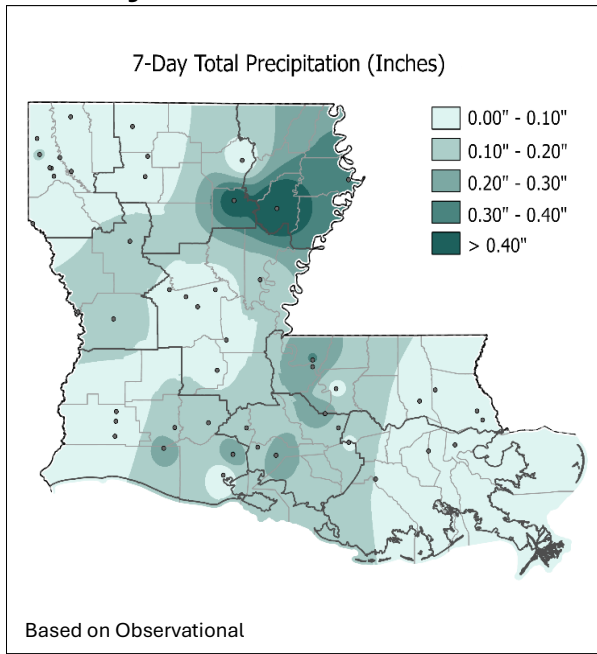 7-Day Total Precipitation (Inches)
0.00" - 0.10"
0.10" - 0.20"
0.20" - 0.30"
0.30" - 0.40"
> 0.40"
Based on Observational